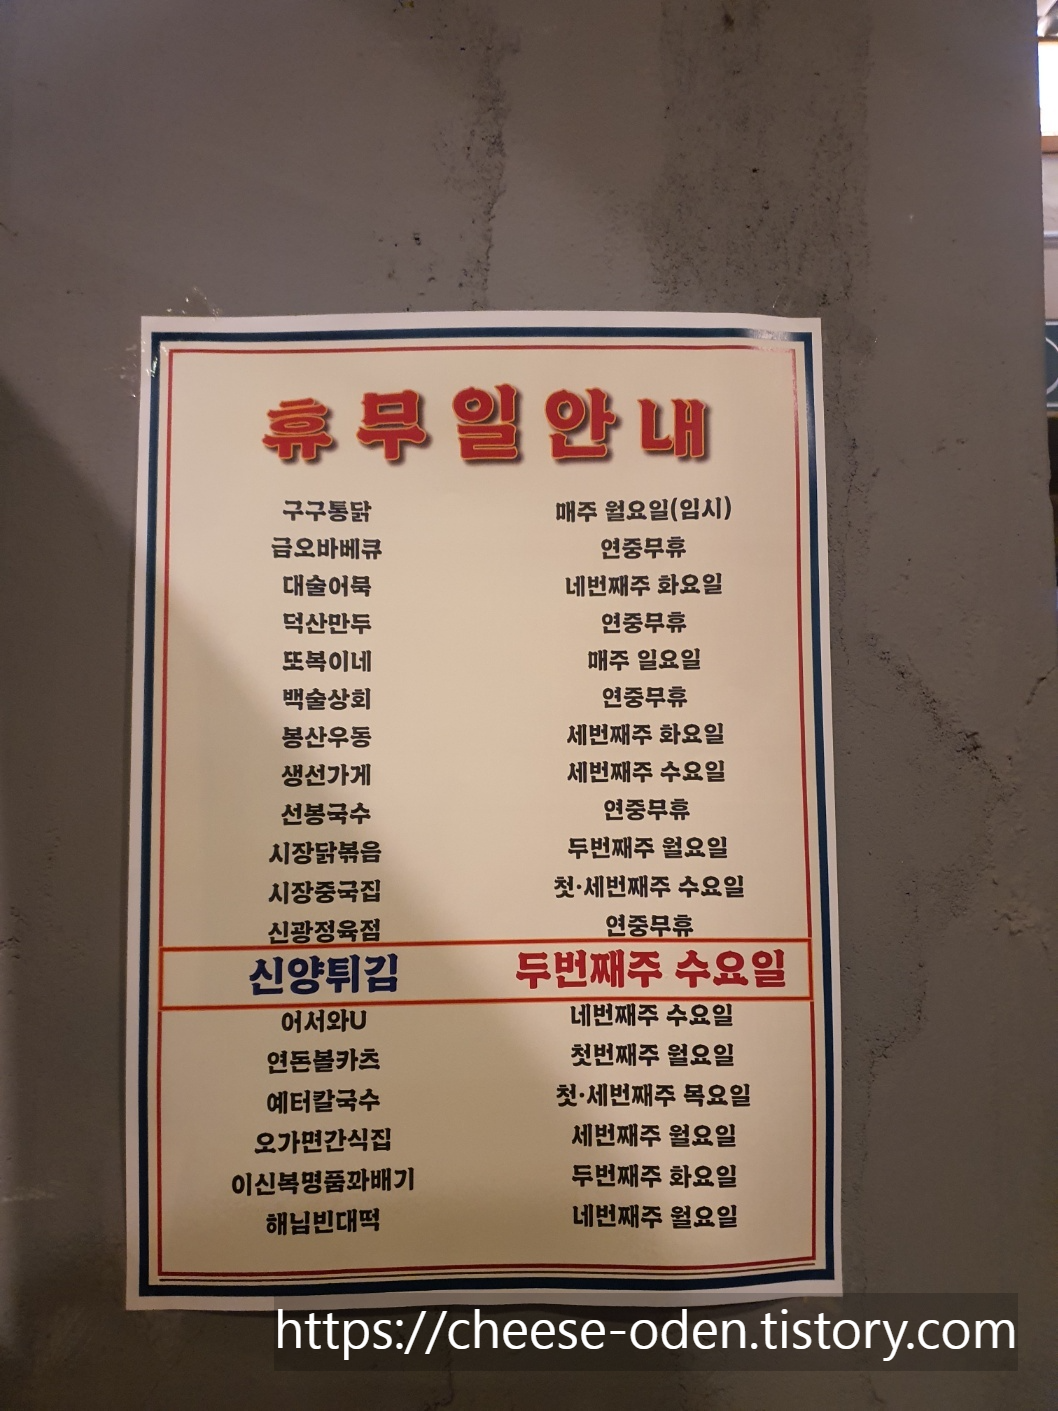 휴무일안내
구구통닭 매주 월요일(임시)
금오바베큐 연중무휴
대술어묵 네번째주 화요일
덕산만두 연중무휴
또복이네 매주 일요일
백술상회 연중무휴
봉산우동 세번째주 화요일
생선가게 세번째주 수요일
선봉국수 연중무휴
시장닭볶음 두번째주 월요일
시장중국집 첫·세번째주 수요일
신광정육점 연중무휴
신양튀김 두번째주 수요일
어서와U 네번째주 수요일
연돈볼카츠 첫번째주 월요일
예터칼국수 첫·세번째주 목요일
오가면간식집 세번째주 월요일
이신복명품꽈배기 두번째주 화요일
해님빈대떡 네번째주 월요일
https://cheese-oden.tistory.com